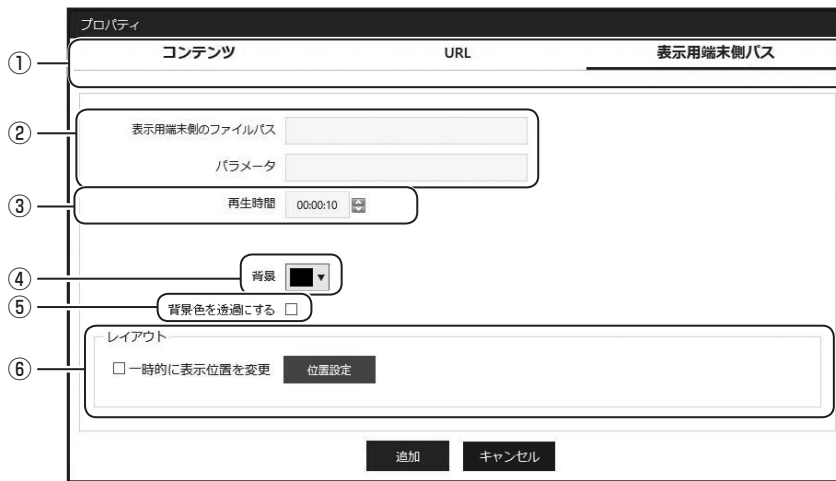 プロパティ
① コンテンツ URL 表示用端末側パス
② 表示用端末側のファイルパス
パラメータ
③ 再生時間 00:00:10
④ 背景
⑤ 背景色を透過にする
レイアウト
⑥ 一時的に表示位置を変更 位置設定
追加 キャンセル